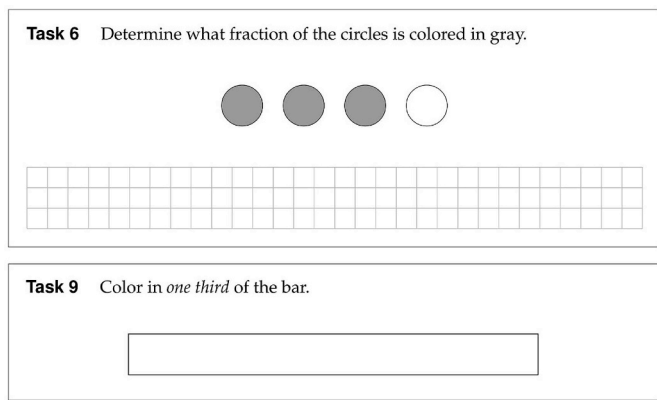 Task 6 Determine what fraction of the circles is colored in gray.
Task 9 Color in one third of the bar.